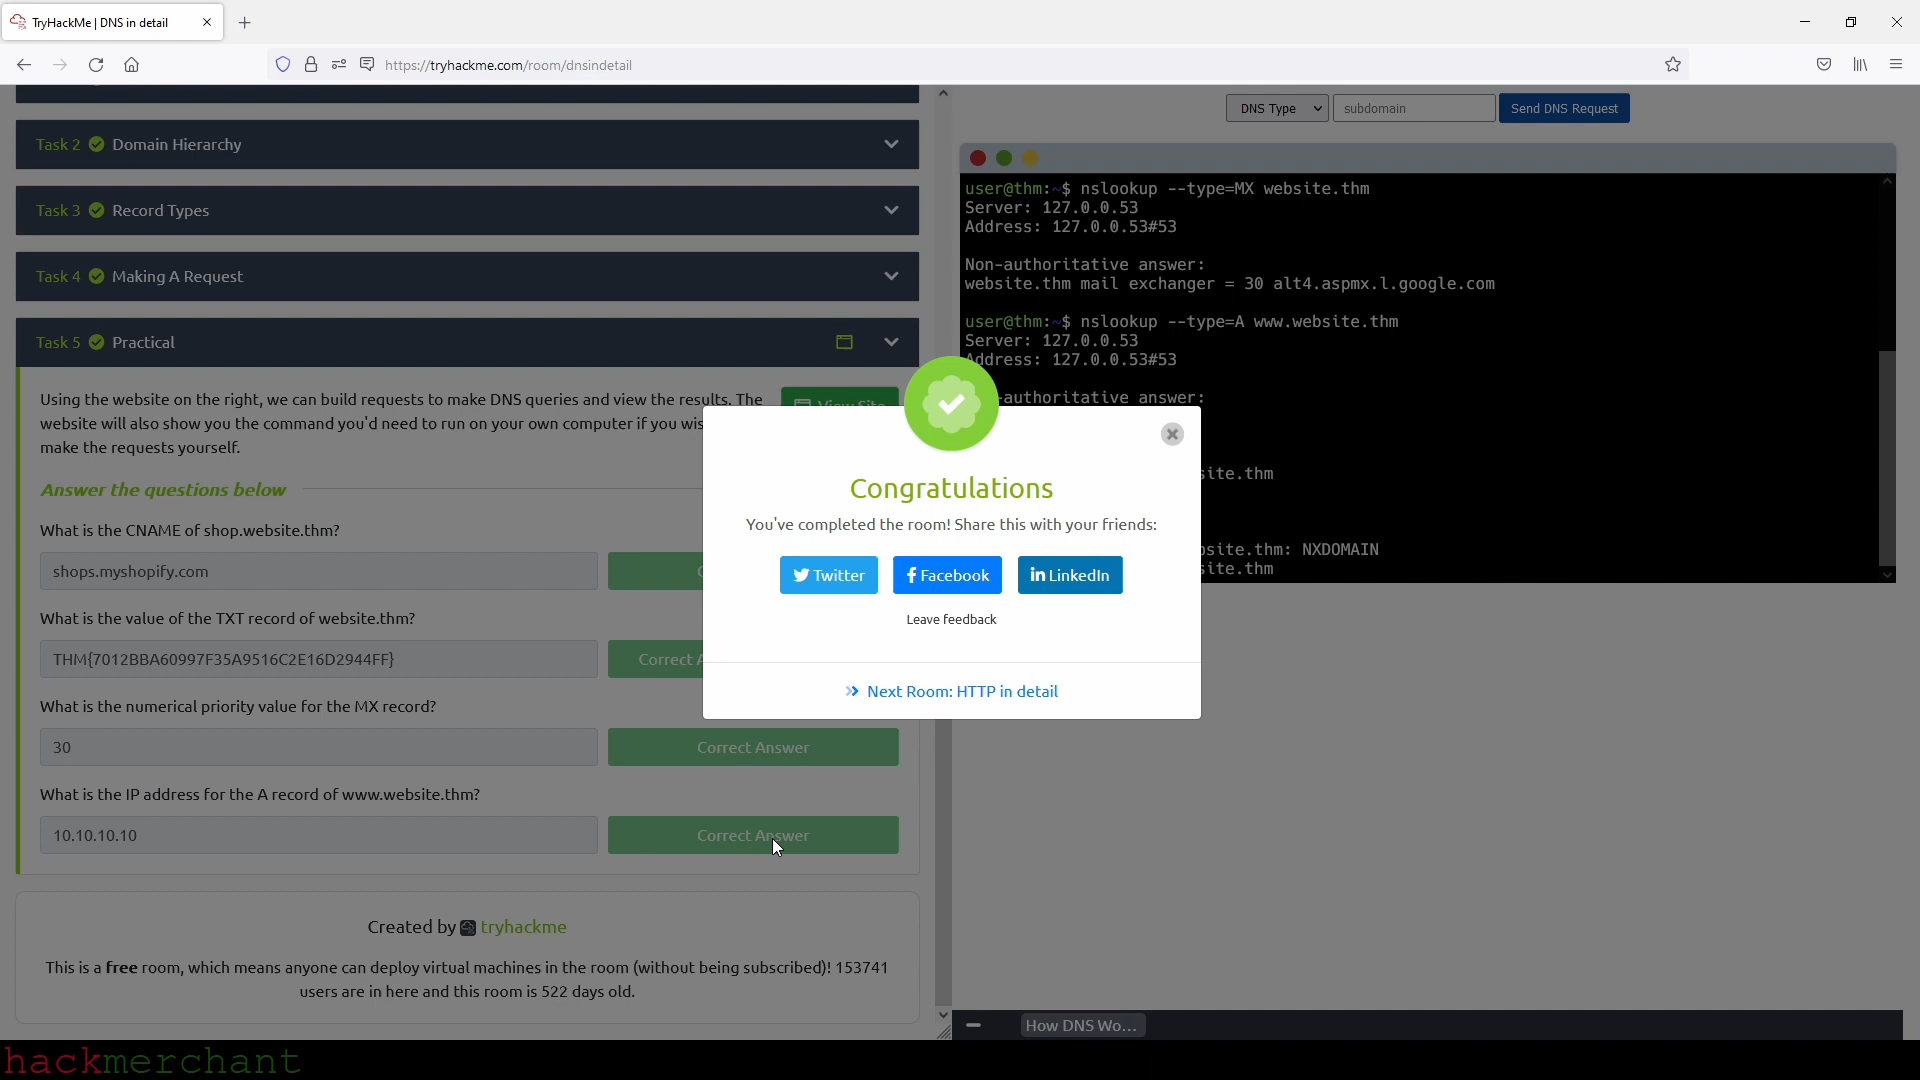 TryHackMe | DNS in detail
https://tryhackme.com/room/dnsindetail
Task 2 Domain Hierarchy
Task 3 Record Types
Task 4 Making A Request
Task 5 Practical
Using the website on the right, we can build requests to make DNS queries and view the results. The
website will also show you the command you'd need to run on your own computer if you wis
make the requests yourself.
View Site
Answer the questions below
What is the CNAME of shop.website.thm?
shops.myshopify.com
What is the value of the TXT record of website.thm?
THM{7012BBA60997F35A9516C2E16D2944FF}
Correct A
What is the numerical priority value for the MX record?
30
Correct Answer
What is the IP address for the A record of www.website.thm?
10.10.10.10
Correct Answer
Created by tryhackme
This is a free room, which means anyone can deploy virtual machines in the room (without being subscribed)! 153741
users are in here and this room is 522 days old.
DNS Type
subdomain
Send DNS Request
user@thm:~$ nslookup --type=MX website.thm
Server: 127.0.0.53
Address: 127.0.0.53#53
Non-authoritative answer:
website.thm mail exchanger = 30 alt4.aspmx.l.google.com
user@thm:~$ nslookup --type=A www.website.thm
Server: 127.0.0.53
Address: 127.0.0.53#53
-authoritative answer:
site.thm
bsite.thm: NXDOMAIN
site.thm
Congratulations
You've completed the room! Share this with your friends:
Twitter
Facebook
LinkedIn
Leave feedback
Next Room: HTTP in detail
How DNS Wo...
hackmerchant